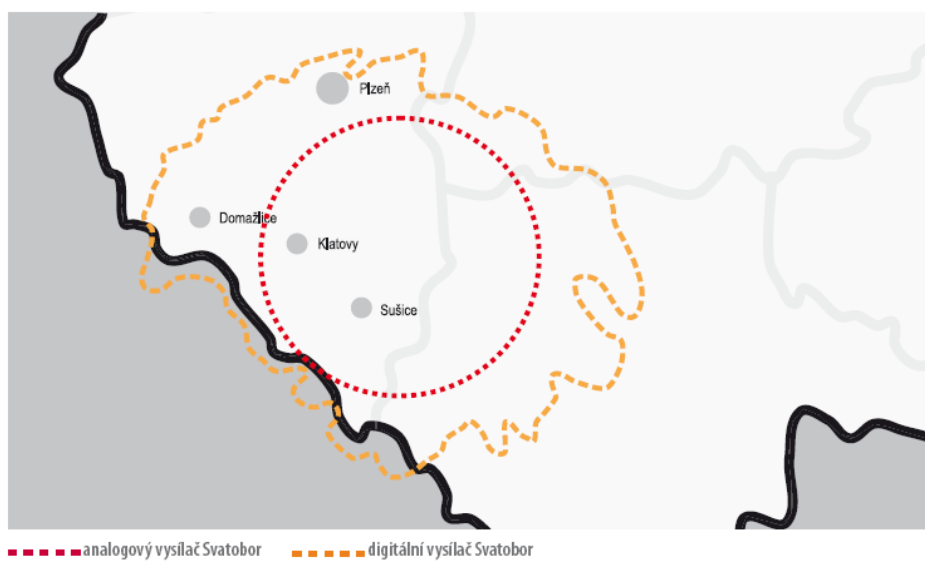 Plzeň
Domažlice
Klatovy
Sušice
analogový vysílač Svatobor
digitální vysílač Svatobor